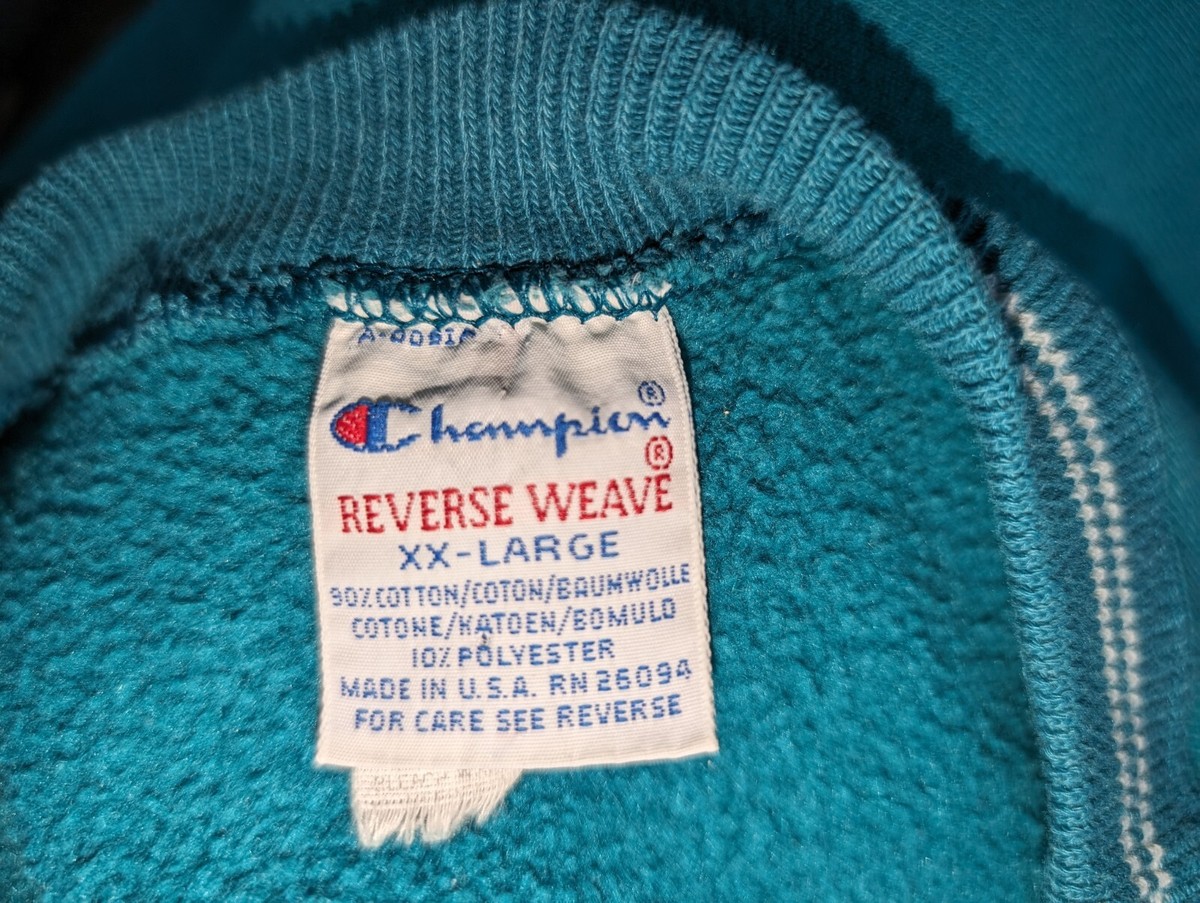 Champion®
REVERSE WEAVE®
XX-LARGE
90% COTTON/COTON/BAUMWOLLE
COTONE/KATOEN/BOMULD
10% POLYESTER
MADE IN U.S.A. RN 26094
FOR CARE SEE REVERSE
BLEACH